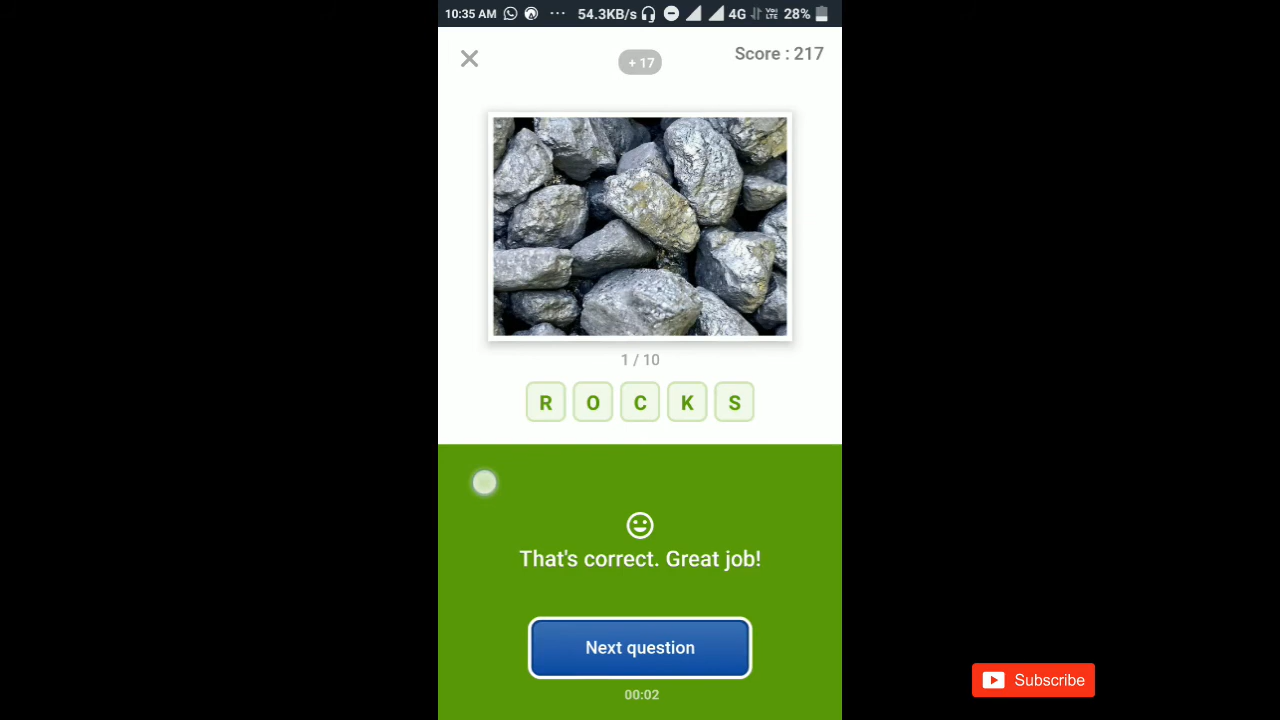 10:35 AM ... 54.3KB/s 4G VoLTE 28%
+ 17
Score : 217
1 / 10
R O C K S
That's correct. Great job!
Next question
00:02
Subscribe